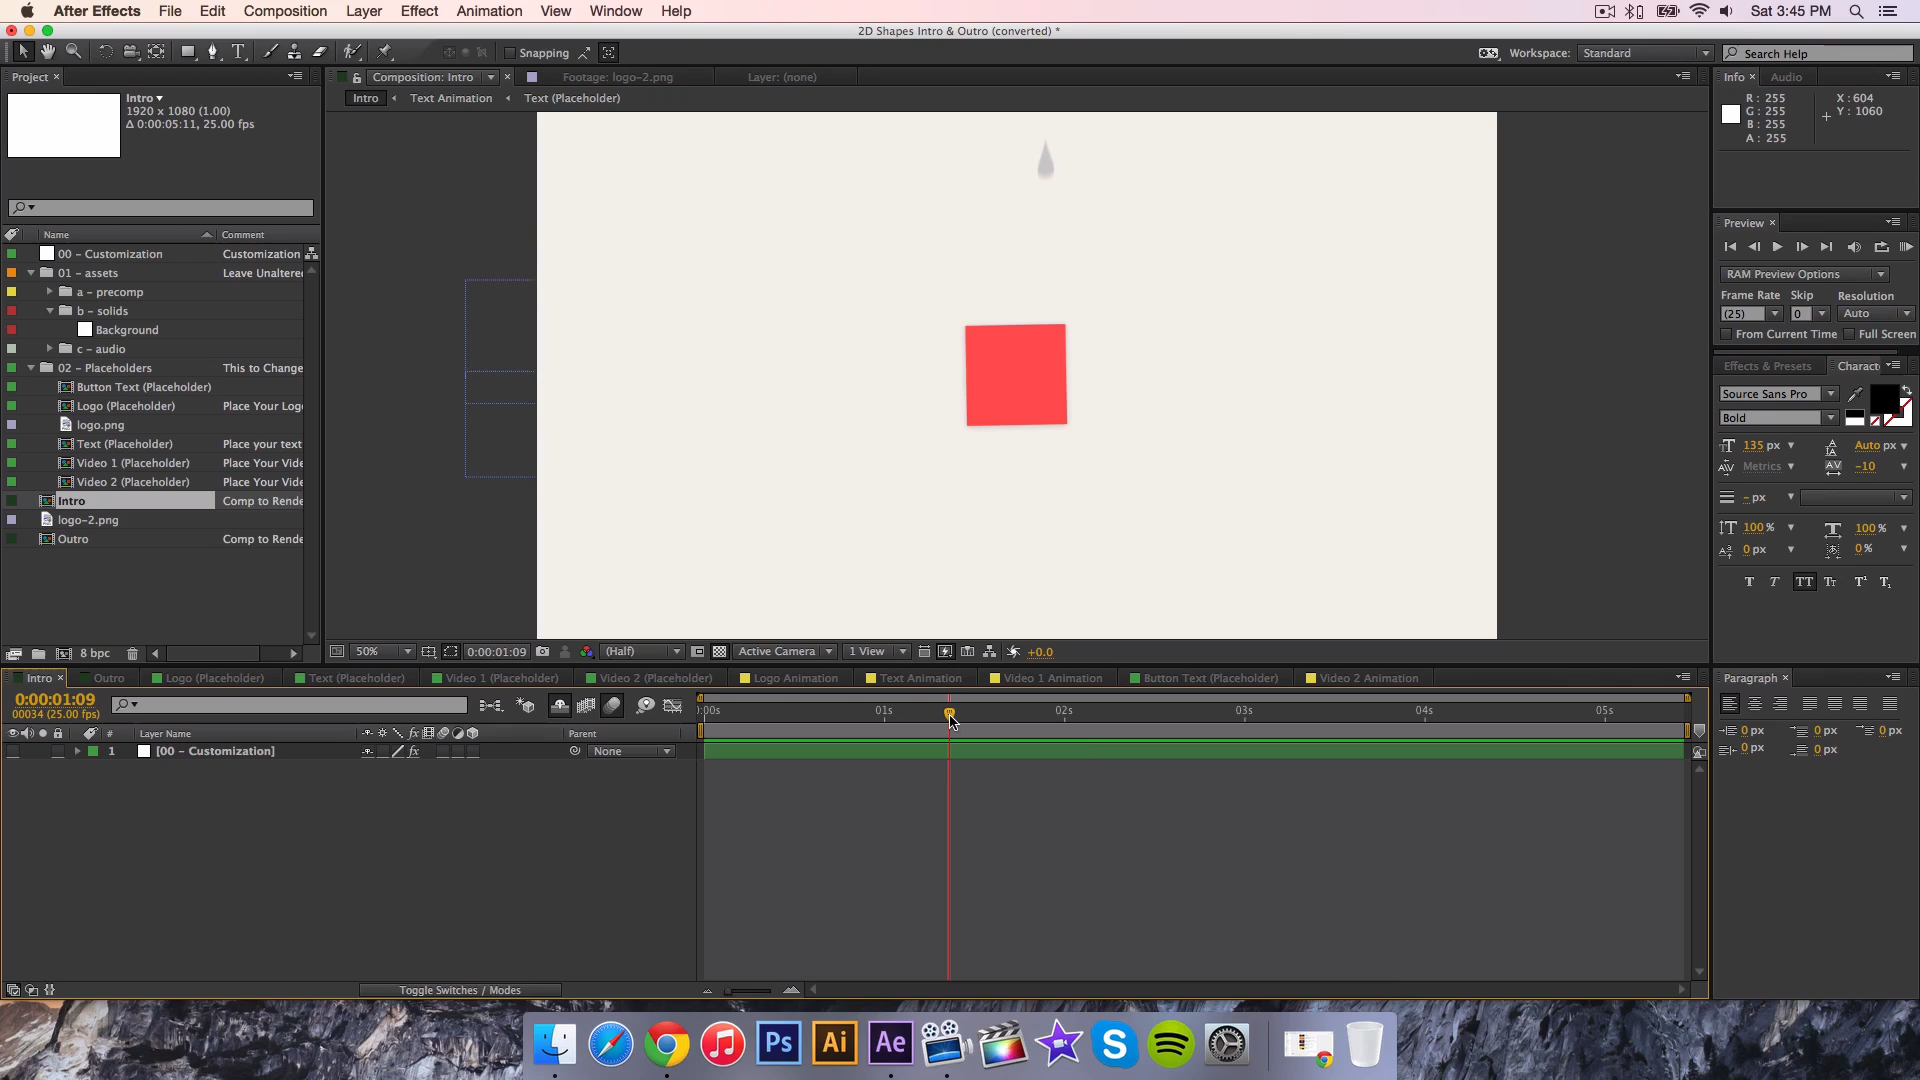 After Effects File Edit Composition Layer Effect Animation View Window Help Sat 3:45 PM
2D Shapes Intro & Outro (converted) *
Snapping Workspace: Standard Search Help
Project × Composition: Intro × Footage: logo-2.png Layer: (none) Info × Audio
Intro Text Animation Text (Placeholder)
Intro▼
1920 x 1080 (1.00)
Δ 0:00:05:11, 25.00 fps
R: 255
G: 255
B: 255
A: 255
X: 604
Y: 1060
Name Comment
00 - Customization Customization
01 - assets Leave Unaltere
a - precomp
b - solids
Background
c - audio
02 - Placeholders This to Change
Button Text (Placeholder)
Logo (Placeholder) Place Your Log
logo.png
Text (Placeholder) Place your text
Video 1 (Placeholder) Place Your Vide
Video 2 (Placeholder) Place Your Vide
Intro Comp to Rende
logo-2.png
Outro Comp to Rende
8 bpc
50% 0:00:01:09 (Half) Active Camera 1 View +0.0
Preview ×
RAM Preview Options
Frame Rate Skip Resolution
(25) 0 Auto
From Current Time Full Screen
Effects & Presets Charact
Source Sans Pro
Bold
135 px Auto px
Metrics -10
- px
100 % 100 %
0 px 0 %
T T TT Tr T¹ T₁
Intro × Outro Logo (Placeholder) Text (Placeholder) Video 1 (Placeholder) Video 2 (Placeholder) Logo Animation Text Animation Video 1 Animation Button Text (Placeholder) Video 2 Animation
0:00:01:09
00034 (25.00 fps)
):00s 01s 02s 03s 04s 05s
# Layer Name fx Parent
1 [00 - Customization] fx None
Toggle Switches / Modes
Paragraph ×
0 px 0 px 0 px
0 px 0 px
Ps Ai Ae